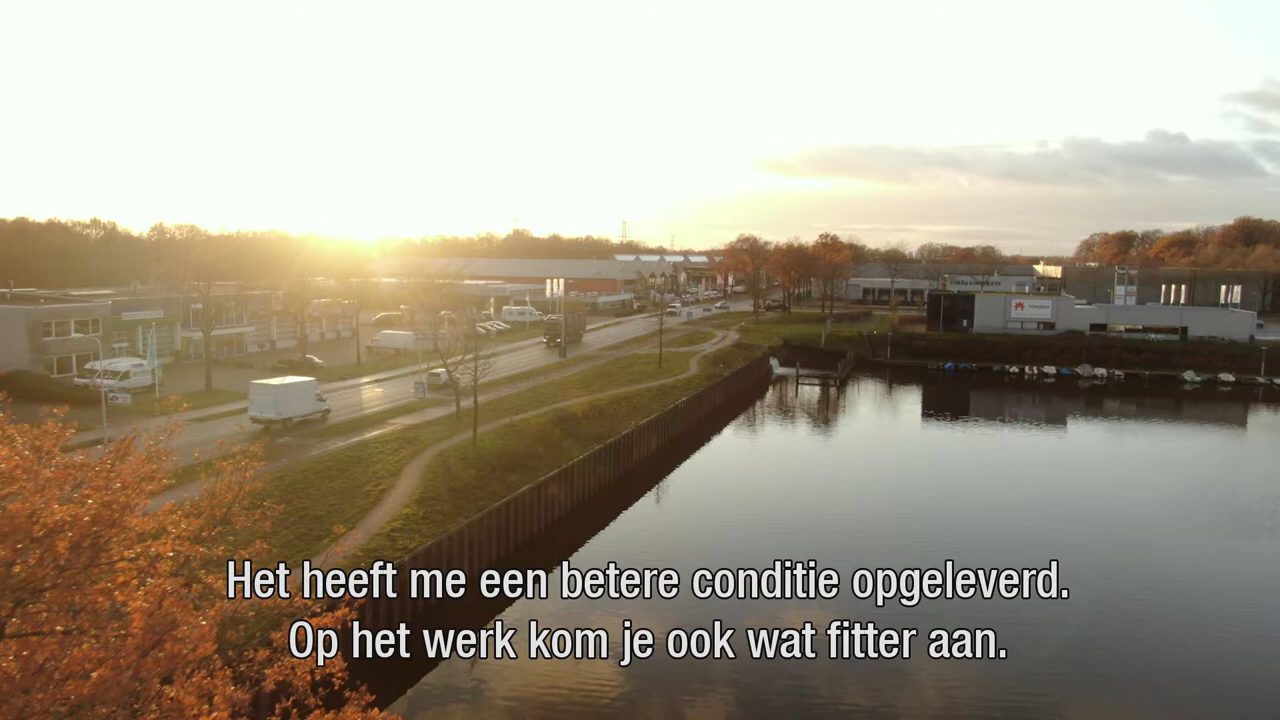 Het heeft me een betere conditie opgeleverd.
Op het werk kom je ook wat fitter aan.